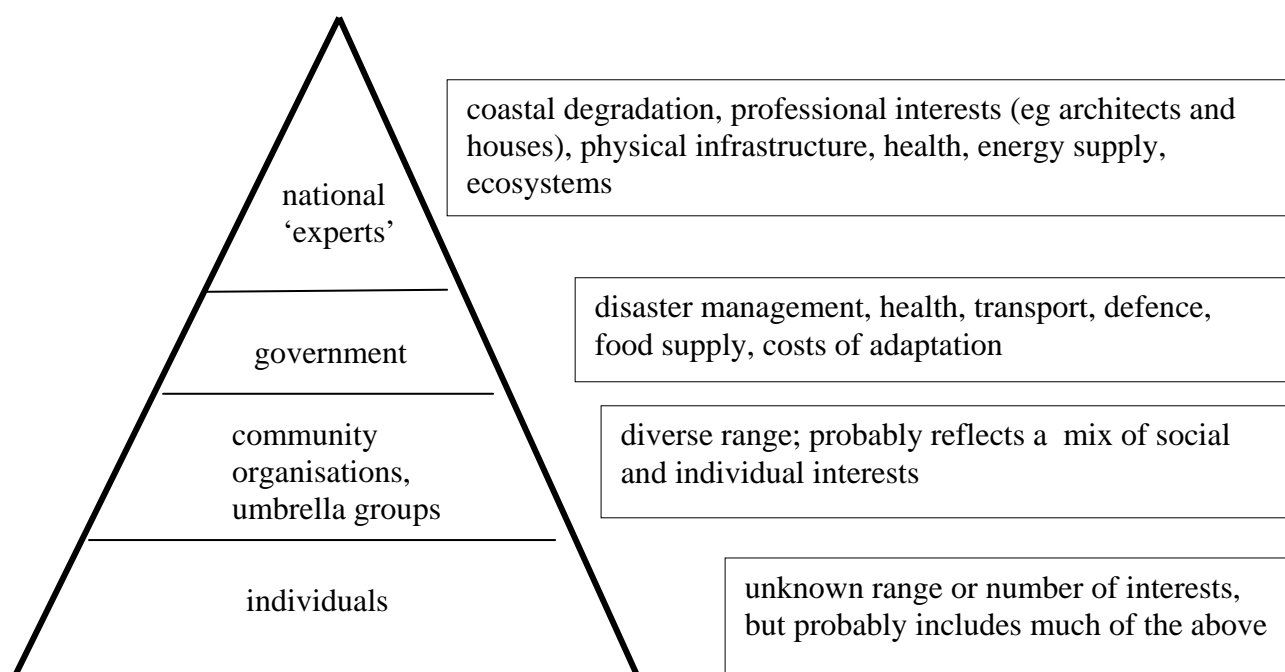 coastal degradation, professional interests (eg architects and
houses), physical infrastructure, health, energy supply,
ecosystems
national
‘experts’
disaster management, health, transport, defence,
food supply, costs of adaptation
government
diverse range; probably reflects a mix of social
and individual interests
community
organisations,
umbrella groups
unknown range or number of interests,
but probably includes much of the above
individuals